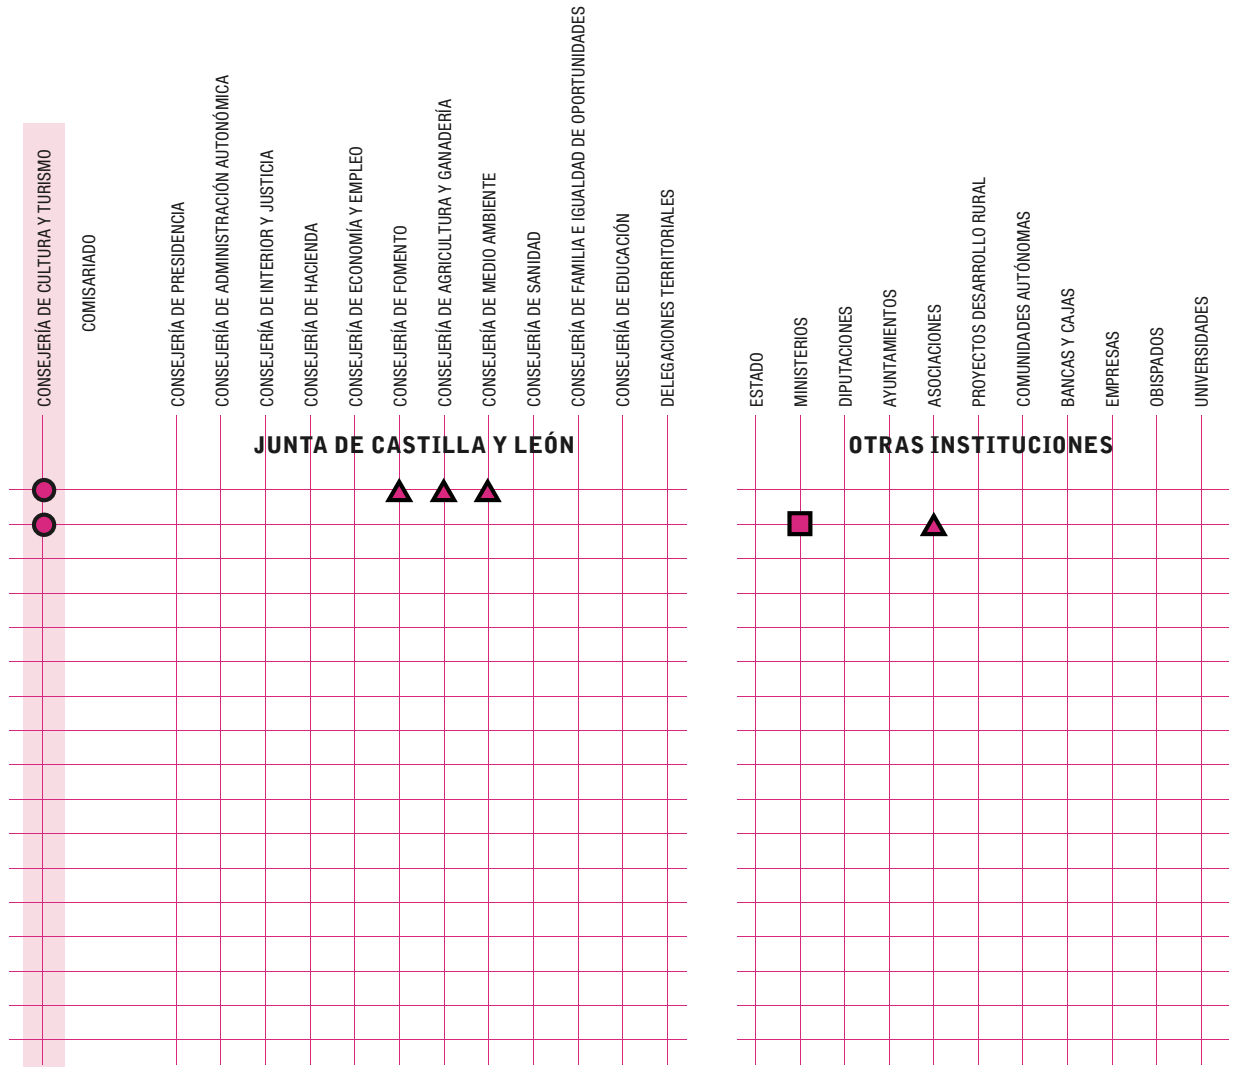 CONSEJERÍA DE CULTURA Y TURISMO
COMISARIADO
CONSEJERÍA DE PRESIDENCIA
CONSEJERÍA DE ADMINISTRACIÓN AUTONÓMICA
CONSEJERÍA DE INTERIOR Y JUSTICIA
CONSEJERÍA DE HACIENDA
CONSEJERÍA DE ECONOMÍA Y EMPLEO
CONSEJERÍA DE FOMENTO
CONSEJERÍA DE AGRICULTURA Y GANADERÍA
CONSEJERÍA DE MEDIO AMBIENTE
CONSEJERÍA DE SANIDAD
CONSEJERÍA DE FAMILIA E IGUALDAD DE OPORTUNIDADES
CONSEJERÍA DE EDUCACIÓN
DELEGACIONES TERRITORIALES
ESTADO
MINISTERIOS
DIPUTACIONES
AYUNTAMIENTOS
ASOCIACIONES
PROYECTOS DESARROLLO RURAL
COMUNIDADES AUTÓNOMAS
BANCAS Y CAJAS
EMPRESAS
OBISPADOS
UNIVERSIDADES
JUNTA DE CASTILLA Y LEÓN
OTRAS INSTITUCIONES